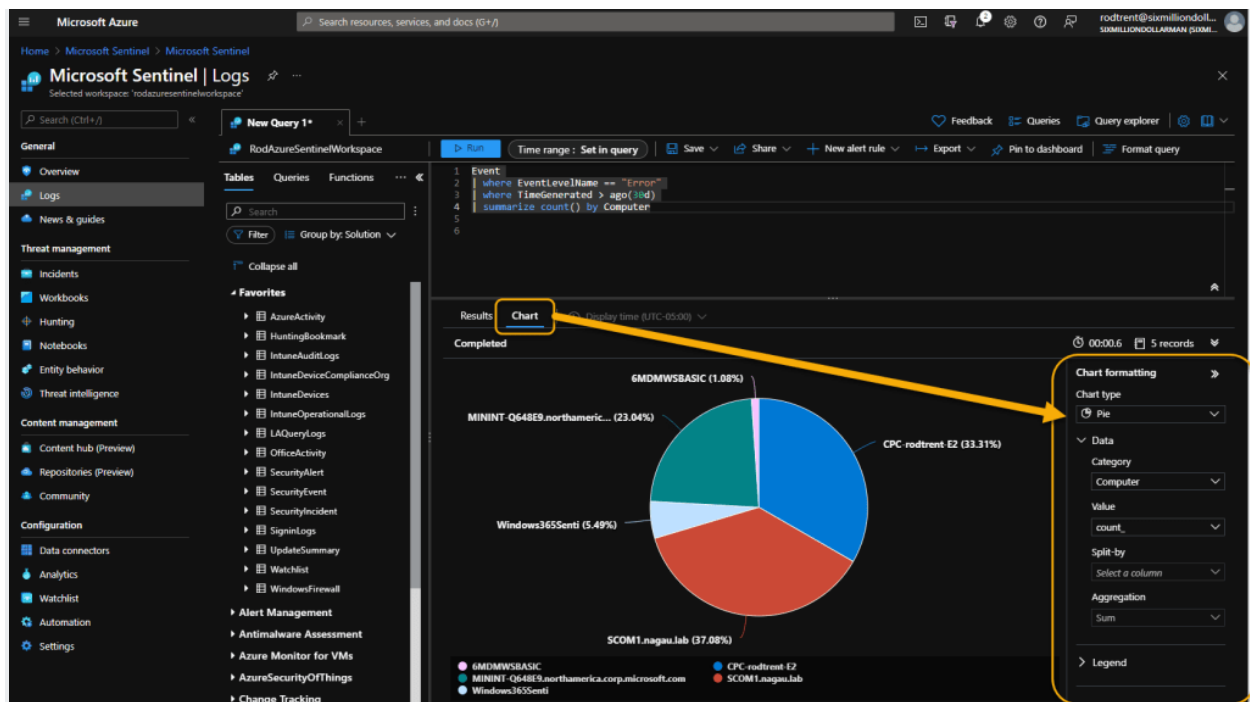 Microsoft Azure
Search resources, services, and docs (G+/)
2
rodtrent@sixmilliondoll...
SIXMILLIONDOLLARMAN (SIXMI...
Home > Microsoft Sentinel > Microsoft Sentinel
Microsoft Sentinel | Logs ...
Selected workspace: 'rodazuresentinelworkspace'
Search (Ctrl+/)
«
General
Overview
Logs
News & guides
Threat management
Incidents
Workbooks
Hunting
Notebooks
Entity behavior
Threat intelligence
Content management
Content hub (Preview)
Repositories (Preview)
Community
Configuration
Data connectors
Analytics
Watchlist
Automation
Settings
New Query 1*
Feedback Queries Query explorer
RodAzureSentinelWorkspace
Run Time range : Set in query Save Share New alert rule Export Pin to dashboard Format query
Tables Queries Functions ... «
Search
Filter Group by: Solution
Collapse all
Favorites
AzureActivity
HuntingBookmark
IntuneAuditLogs
IntuneDeviceComplianceOrg
IntuneDevices
IntuneOperationalLogs
LAQueryLogs
OfficeActivity
SecurityAlert
SecurityEvent
SecurityIncident
SigninLogs
UpdateSummary
Watchlist
WindowsFirewall
Alert Management
Antimalware Assessment
Azure Monitor for VMs
AzureSecurityOfThings
Change Tracking
1 Event
2 | where EventLevelName == "Error"
3 | where TimeGenerated > ago(30d)
4 | summarize count() by Computer
5
6
...
Results Chart Display time (UTC-05:00)
Completed
00:00.6 5 records
6MDMWSBASIC (1.08%)
MININT-Q648E9.northameric... (23.04%)
CPC-rodtrent-E2 (33.31%)
Windows365Senti (5.49%)
SCOM1.nagau.lab (37.08%)
6MDMWSBASIC
CPC-rodtrent-E2
MININT-Q648E9.northamerica.corp.microsoft.com
SCOM1.nagau.lab
Windows365Senti
Chart formatting »
Chart type
Pie
Data
Category
Computer
Value
count_
Split-by
Select a column
Aggregation
Sum
Legend